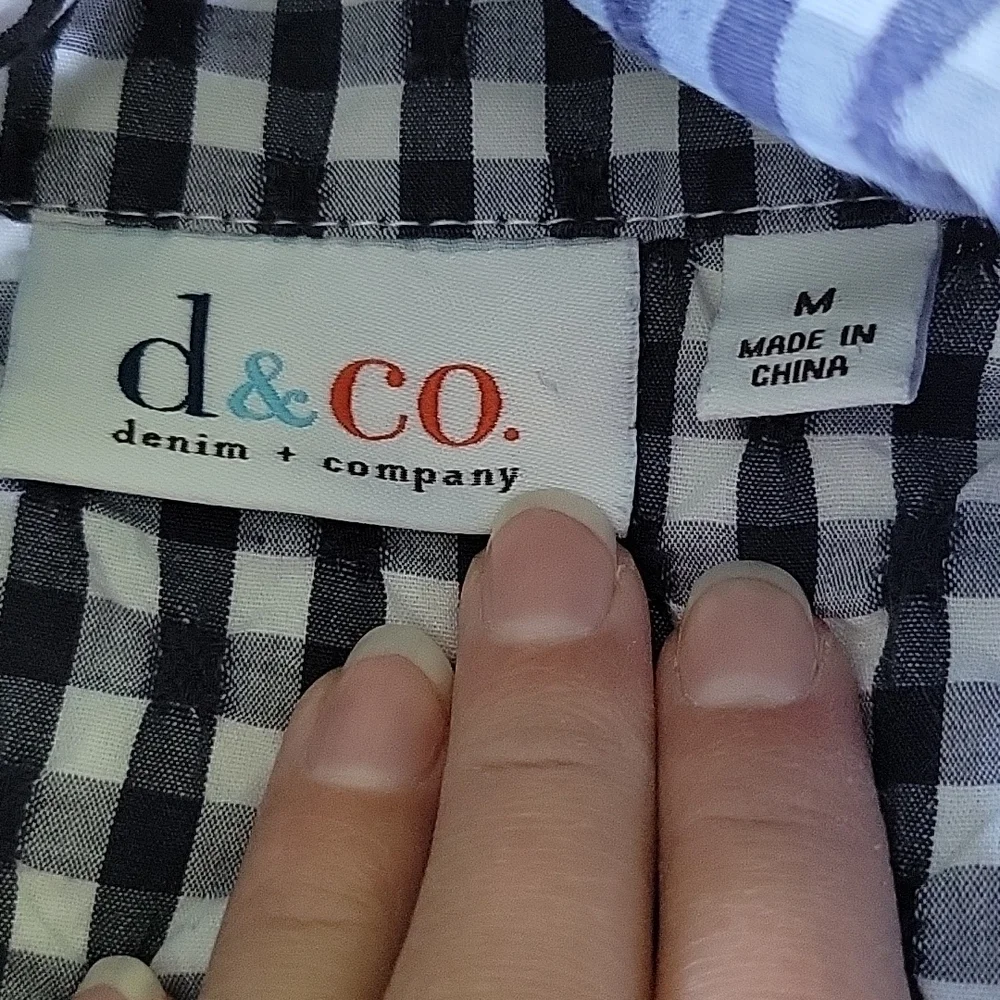 d&co.
denim + company
M
MADE IN
CHINA